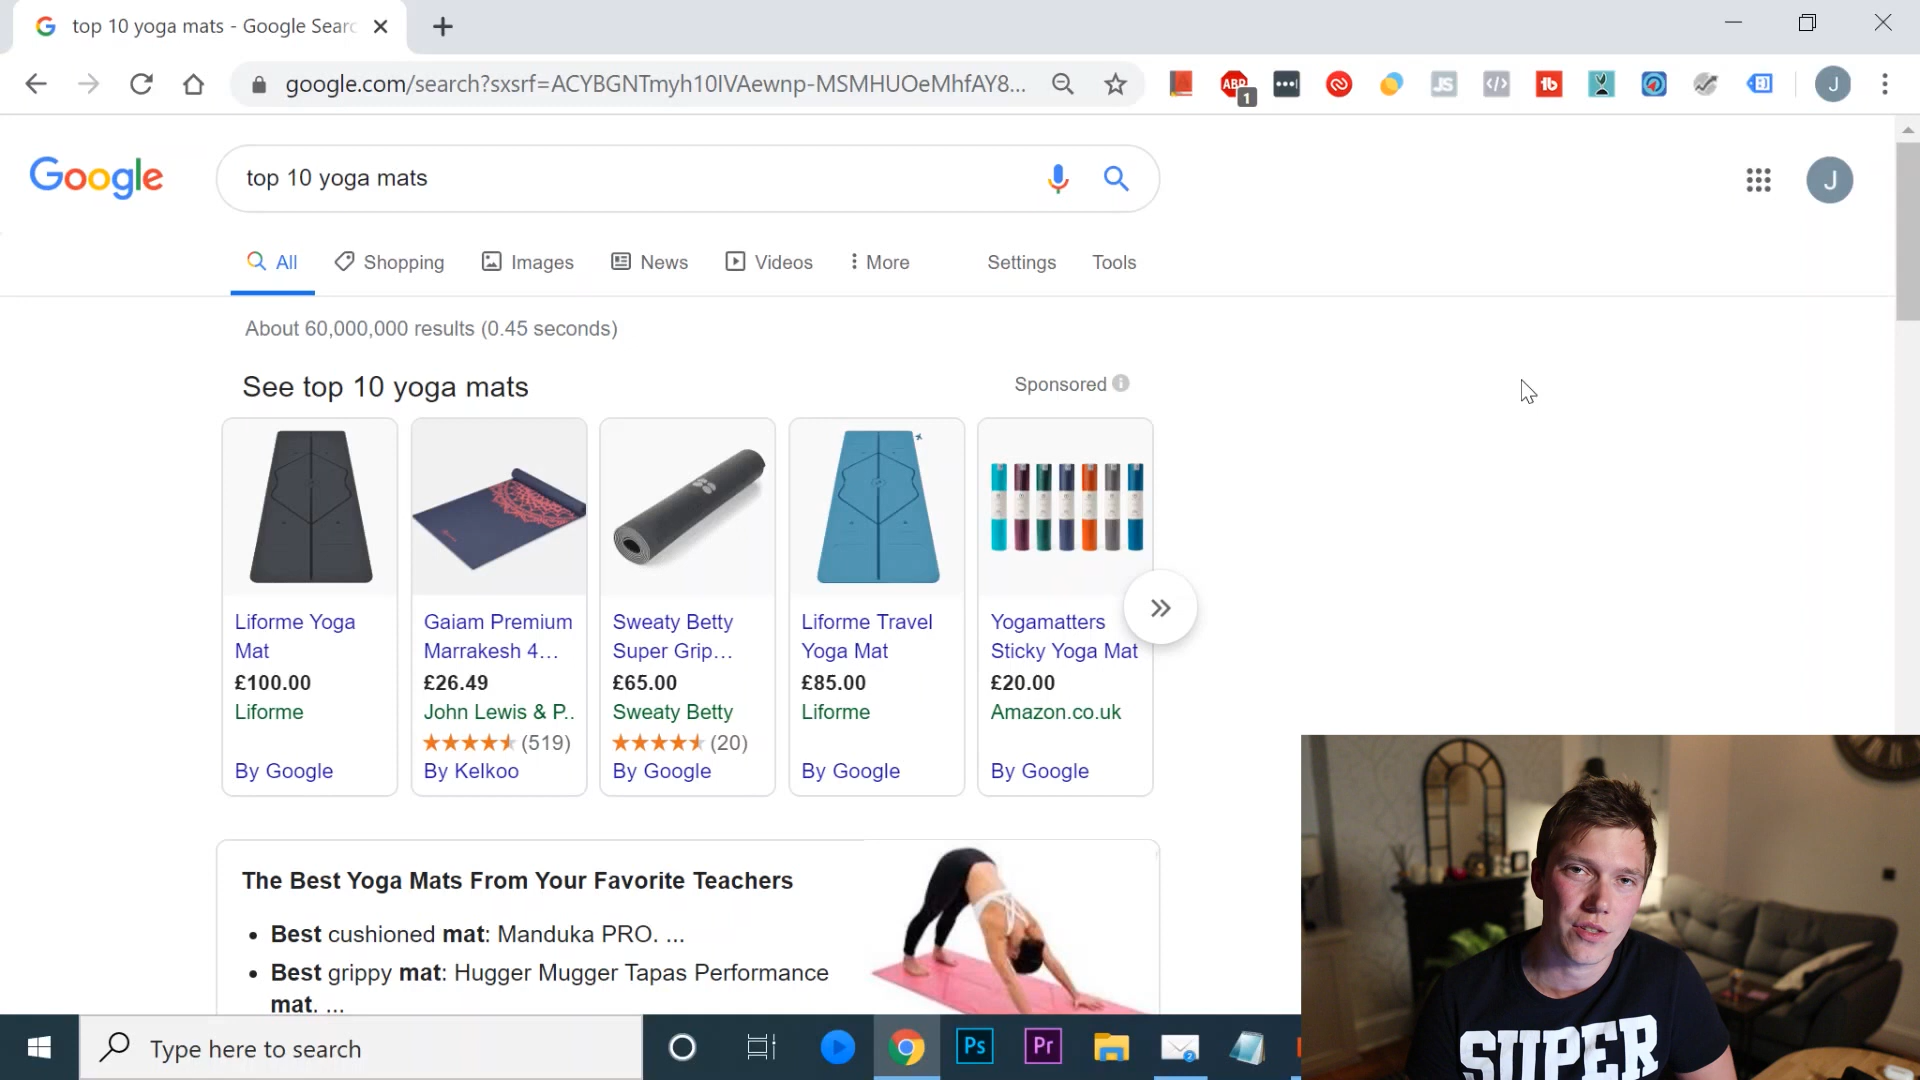 top 10 yoga mats - Google Sear
google.com/search?sxsrf=ACYBGNTmyh10IVAewnp-MSMHUOeMhfAY8...
ABP
1
JS
tb
J
Google
top 10 yoga mats
J
All
Shopping
Images
News
Videos
More
Settings
Tools
About 60,000,000 results (0.45 seconds)
See top 10 yoga mats
Sponsored
Liforme Yoga
Mat
£100.00
Liforme
By Google
Gaiam Premium
Marrakesh 4...
£26.49
John Lewis & P..
(519)
By Kelkoo
Sweaty Betty
Super Grip...
£65.00
Sweaty Betty
(20)
By Google
Liforme Travel
Yoga Mat
£85.00
Liforme
By Google
Yogamatters
Sticky Yoga Mat
£20.00
Amazon.co.uk
By Google
The Best Yoga Mats From Your Favorite Teachers
• Best cushioned mat: Manduka PRO. ...
• Best grippy mat: Hugger Mugger Tapas Performance
mat. ...
SUPER
Type here to search
Ps
Pr
2